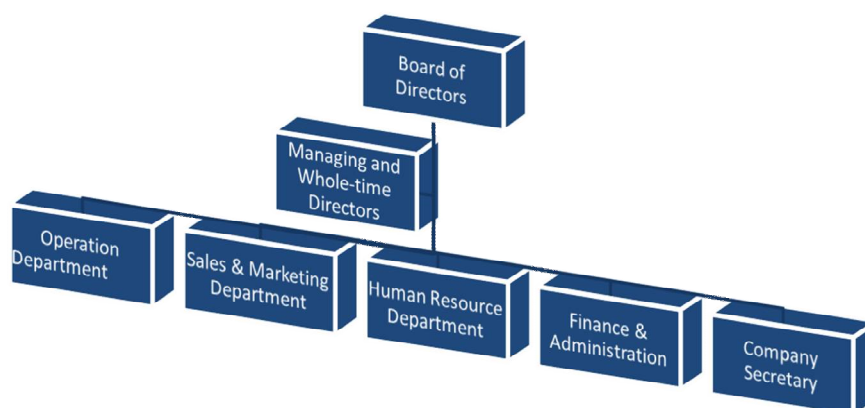 Board of
Directors
Managing and
Whole-time
Directors
Operation
Department
Sales & Marketing
Department
Human Resource
Department
Finance &
Administration
Company
Secretary